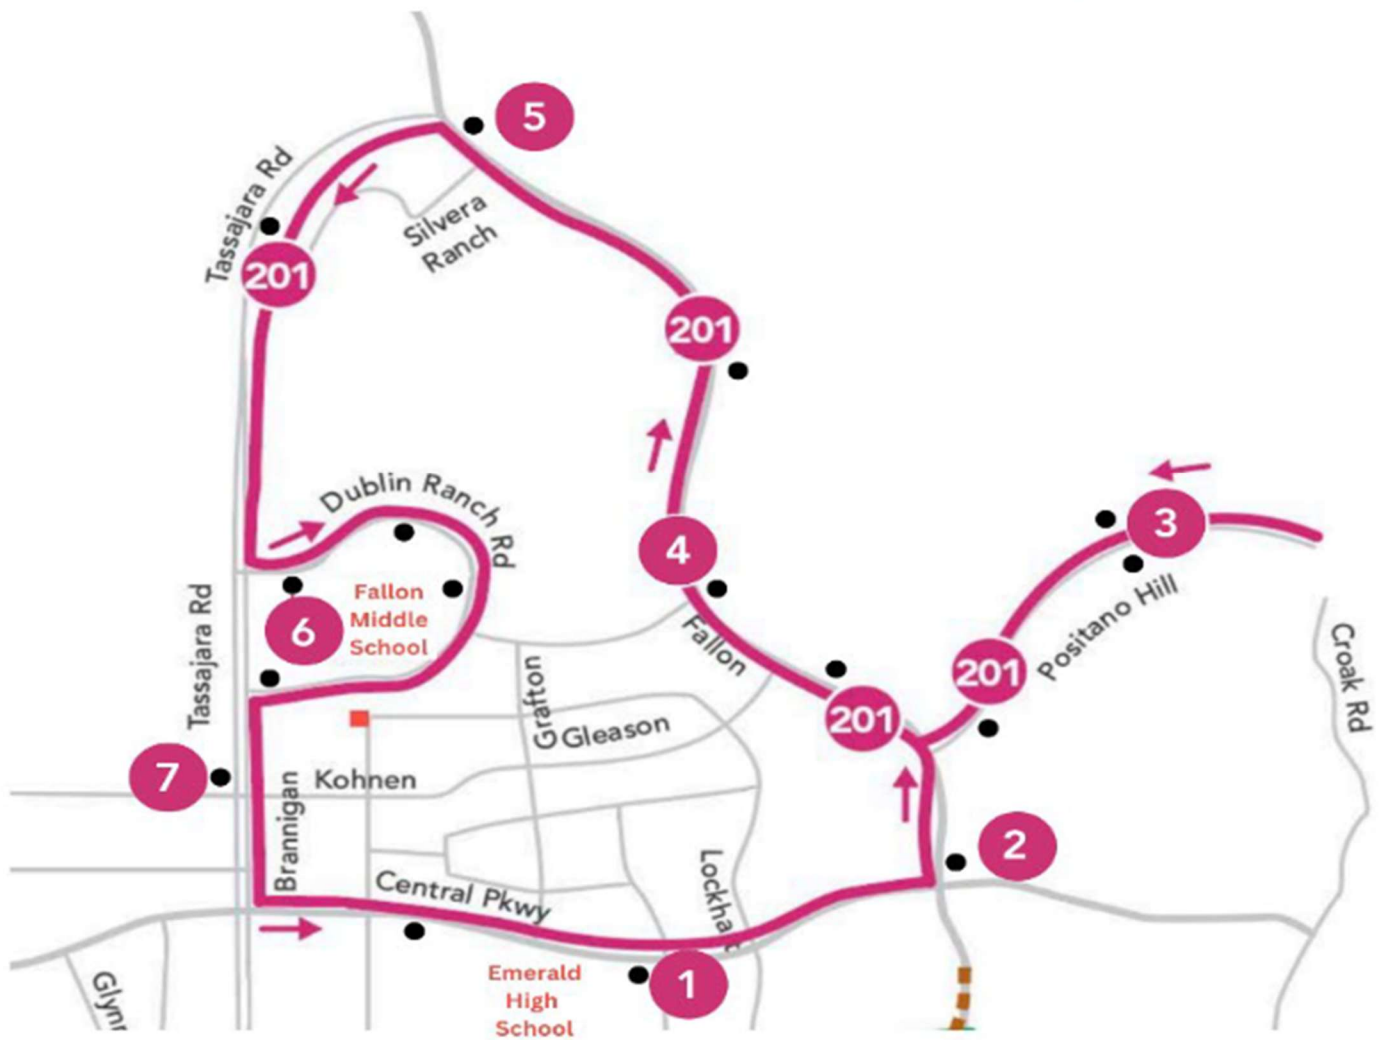 5
Tassajara Rd
Silvera
Ranch
201
201
3
Dublin Ranch Rd
4
Positano Hill
Fallon
Middle
School
6
Fallon
Croak Rd
Tassajara Rd
201
Grafton
201
Gleason
7
Kohnen
Brannigan
2
Central Pkwy
Emerald
High
School
1